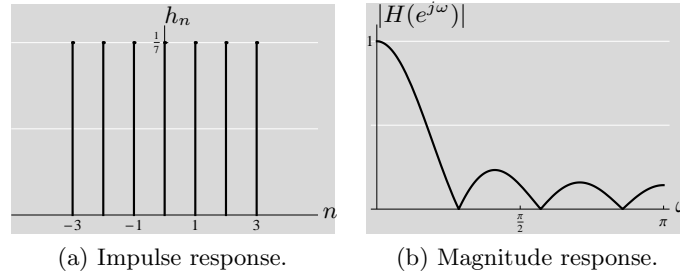 h_n
1/7
−3 −1 1 3 n
(a) Impulse response.
|H(e^{jω})|
1
π/2 π ω
(b) Magnitude response.